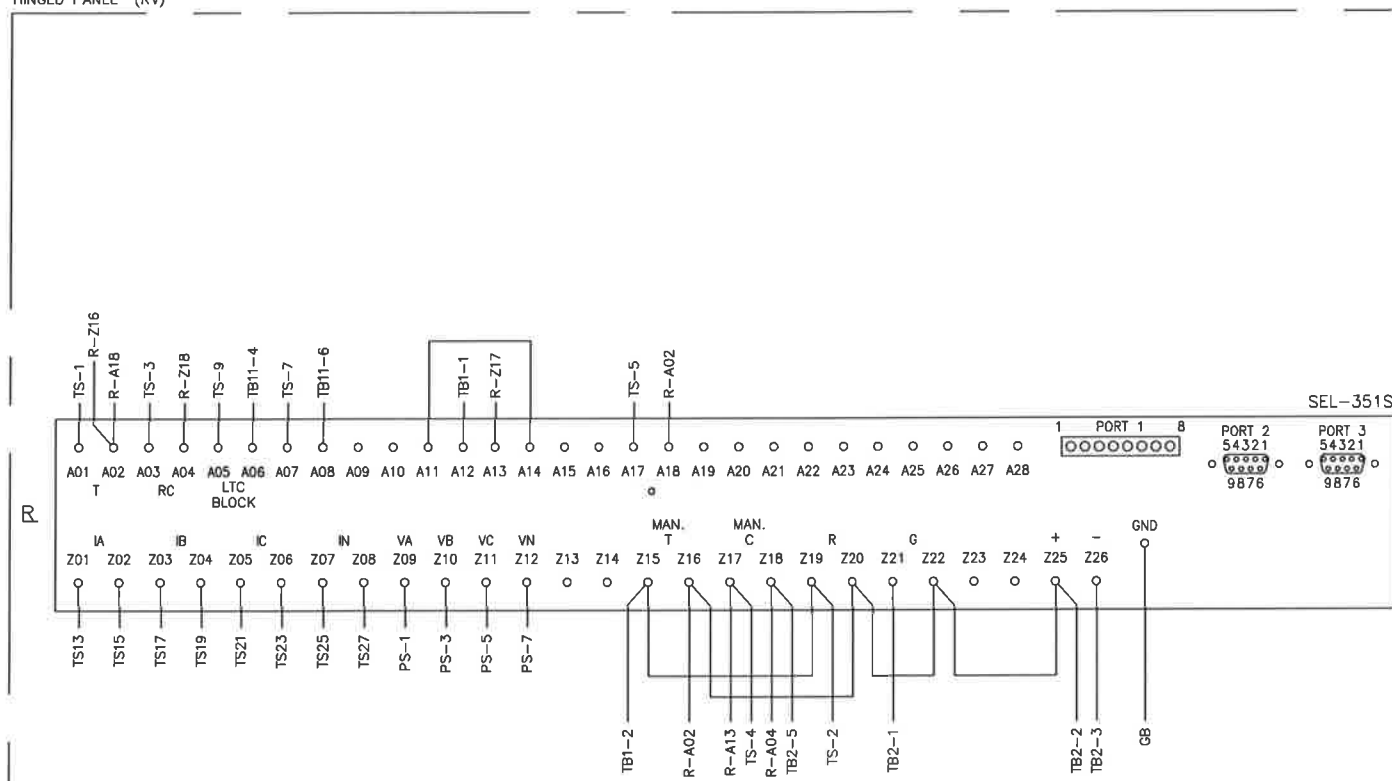 HINGED PANEL (RV)
TS-1
R-Z16
R-A18
TS-3
R-Z18
TS-9
TB11-4
TS-7
TB11-6
TB1-1
R-Z17
TS-5
R-A02
SEL-351S
1 PORT 1 8
PORT 2
54321
9876
PORT 3
54321
9876
A01 A02 A03 A04 A05 A06 A07 A08 A09 A10 A11 A12 A13 A14 A15 A16 A17 A18 A19 A20 A21 A22 A23 A24 A25 A26 A27 A28
T RC LTC
BLOCK
R
MAN. MAN.
IA IB IC IN VA VB VC VN T C R G + - GND
Z01 Z02 Z03 Z04 Z05 Z06 Z07 Z08 Z09 Z10 Z11 Z12 Z13 Z14 Z15 Z16 Z17 Z18 Z19 Z20 Z21 Z22 Z23 Z24 Z25 Z26
TS13
TS15
TS17
TS19
TS21
TS23
TS25
TS27
PS-1
PS-3
PS-5
PS-7
TB1-2
R-A02
R-A13
TS-4
R-A04
TB2-5
TS-2
TB2-1
TB2-2
TB2-3
GB